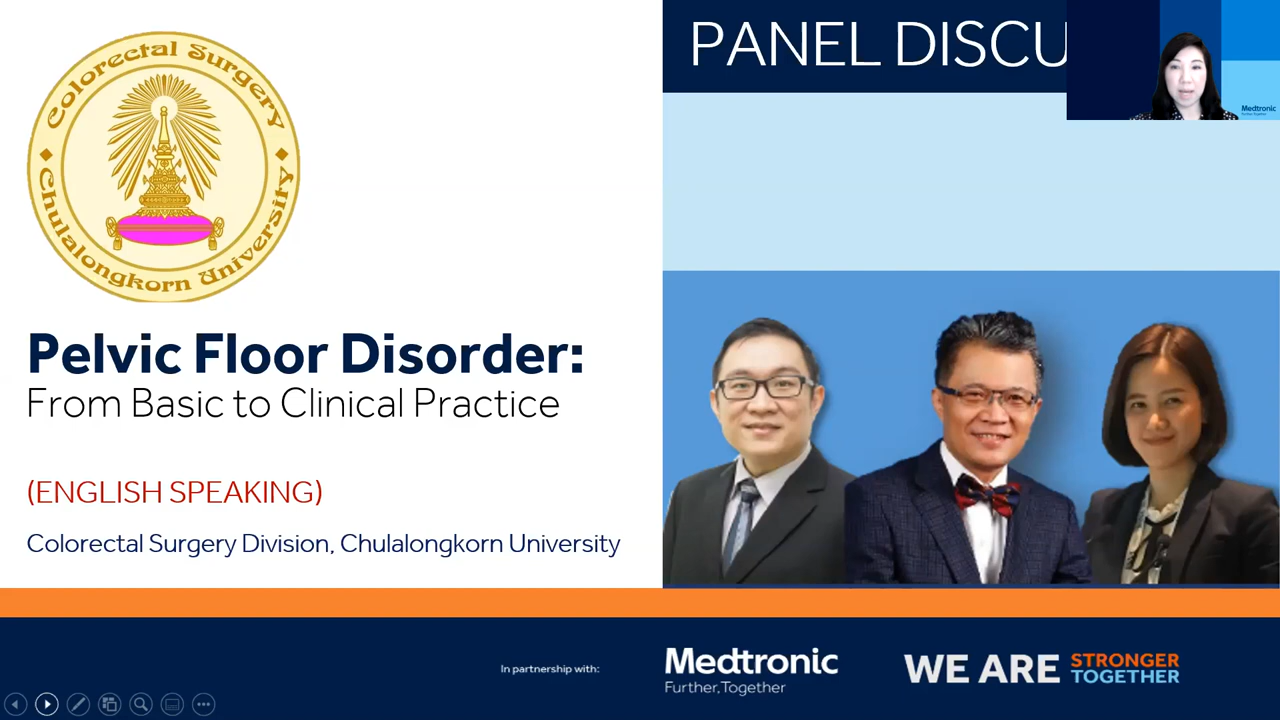 Colorectal Surgery
Chulalongkorn University
PANEL DISCU
Medtronic
Pelvic Floor Disorder:
From Basic to Clinical Practice
(ENGLISH SPEAKING)
Colorectal Surgery Division, Chulalongkorn University
In partnership with:
Medtronic
Further, Together
WE ARE STRONGER
TOGETHER